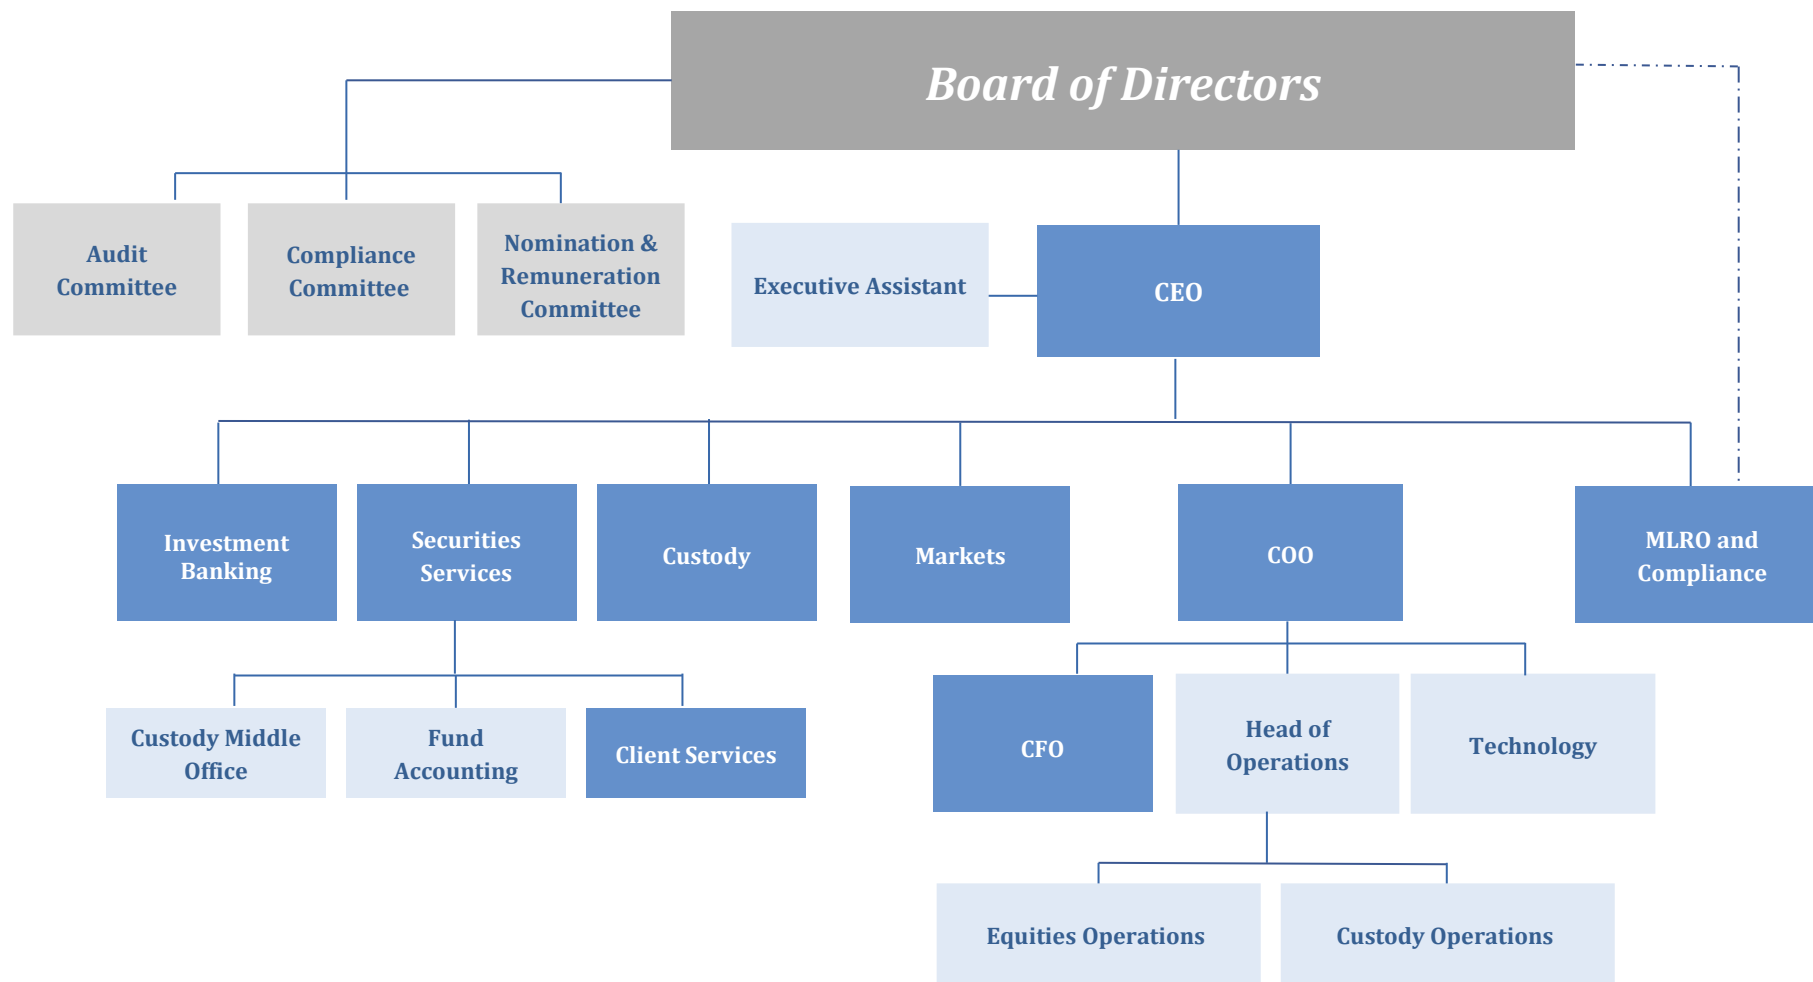 Board of Directors
Audit
Committee
Compliance
Committee
Nomination &
Remuneration
Committee
Executive Assistant
CEO
Investment
Banking
Securities
Services
Custody
Markets
COO
MLRO and
Compliance
Custody Middle
Office
Fund
Accounting
Client Services
CFO
Head of
Operations
Technology
Equities Operations
Custody Operations